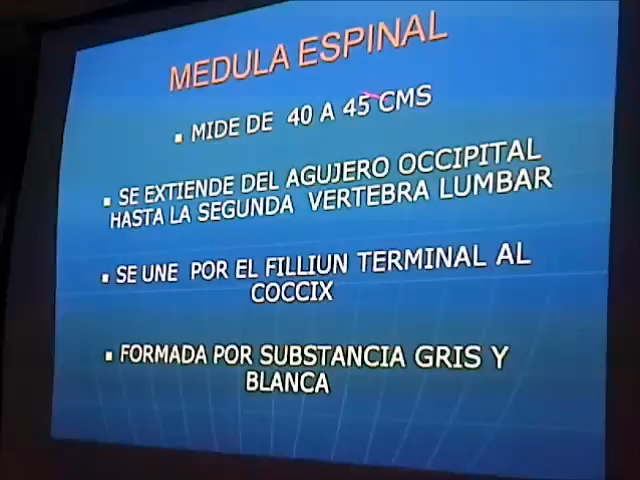 MEDULA ESPINAL
MIDE DE 40 A 45 CMS
SE EXTIENDE DEL AGUJERO OCCIPITAL
HASTA LA SEGUNDA VERTEBRA LUMBAR
SE UNE POR EL FILLIUN TERMINAL AL
COCCIX
FORMADA POR SUBSTANCIA GRIS Y
BLANCA